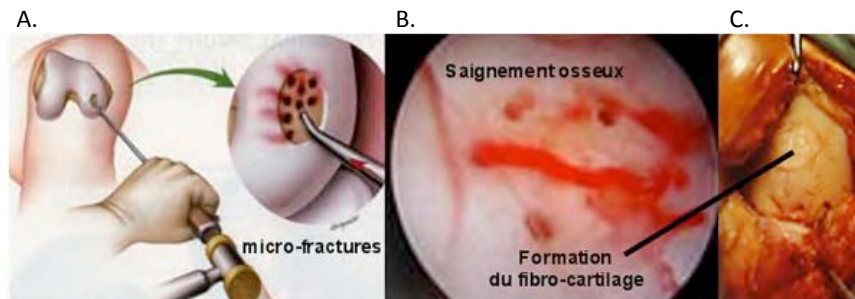 A.
B.
C.
Saignement osseux
micro-fractures
Formation
du fibro-cartilage